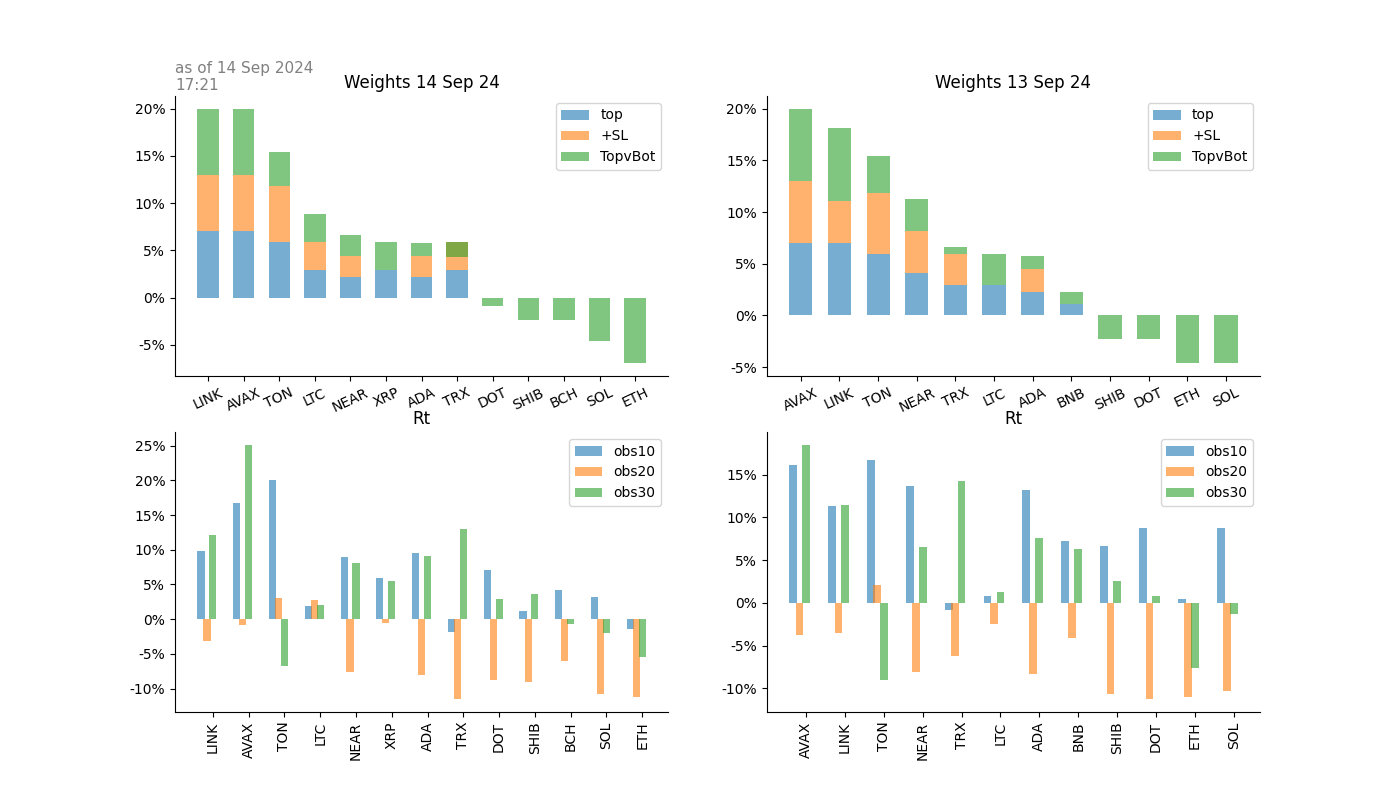 as of 14 Sep 2024
17:21
Weights 14 Sep 24
20%
15%
10%
5%
0%
-5%
top
+SL
TopvBot
LINK AVAX TON LTC NEAR XRP ADA TRX DOT SHIB BCH SOL ETH
Weights 13 Sep 24
20%
15%
10%
5%
0%
-5%
top
+SL
TopvBot
AVAX LINK TON NEAR TRX LTC ADA BNB SHIB DOT ETH SOL
Rt
25%
20%
15%
10%
5%
0%
-5%
-10%
obs10
obs20
obs30
LINK AVAX TON LTC NEAR XRP ADA TRX DOT SHIB BCH SOL ETH
Rt
15%
10%
5%
0%
-5%
-10%
obs10
obs20
obs30
AVAX LINK TON NEAR TRX LTC ADA BNB SHIB DOT ETH SOL